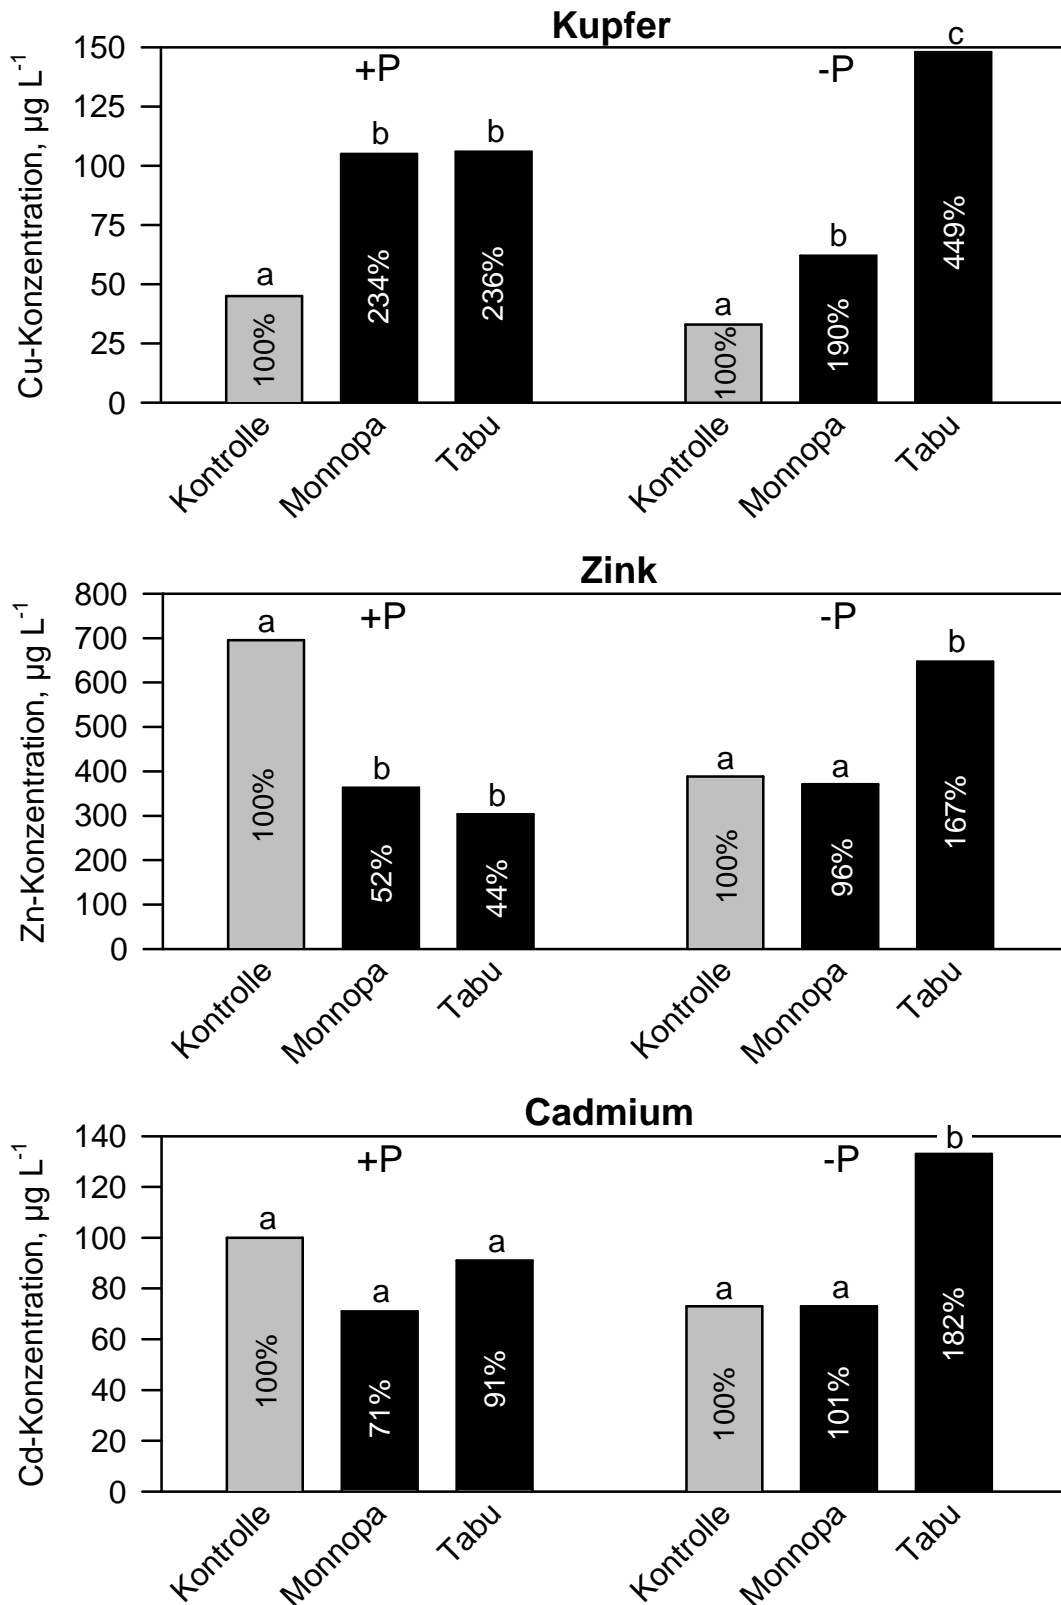 Kupfer
Cu-Konzentration, µg L-1
150
125
100
75
50
25
0
+P
-P
a
b
b
a
b
c
100%
234%
236%
100%
190%
449%
Kontrolle
Monnopa
Tabu
Kontrolle
Monnopa
Tabu
Zink
Zn-Konzentration, µg L-1
800
700
600
500
400
300
200
100
0
+P
-P
a
b
b
a
a
b
100%
52%
44%
100%
96%
167%
Kontrolle
Monnopa
Tabu
Kontrolle
Monnopa
Tabu
Cadmium
Cd-Konzentration, µg L-1
140
120
100
80
60
40
20
0
+P
-P
a
a
a
a
a
b
100%
71%
91%
100%
101%
182%
Kontrolle
Monnopa
Tabu
Kontrolle
Monnopa
Tabu